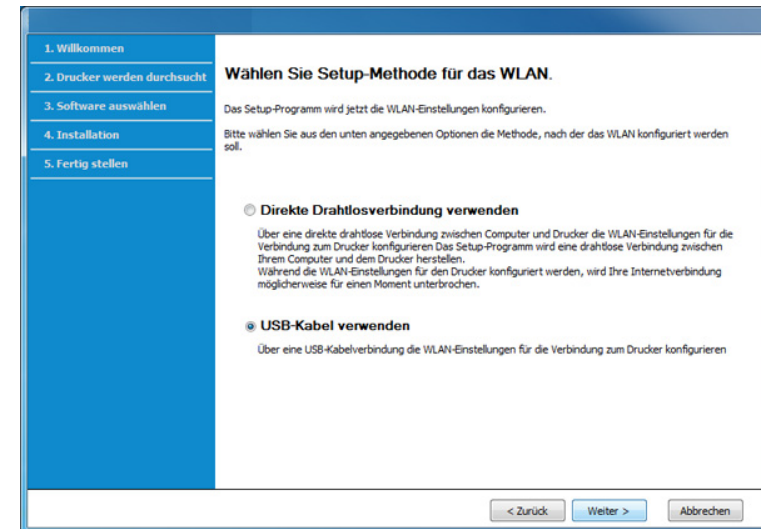 1. Willkommen
2. Drucker werden durchsucht
3. Software auswählen
4. Installation
5. Fertig stellen
Wählen Sie Setup-Methode für das WLAN.
Das Setup-Programm wird jetzt die WLAN-Einstellungen konfigurieren.
Bitte wählen Sie aus den unten angegebenen Optionen die Methode, nach der das WLAN konfiguriert werden
soll.
Direkte Drahtlosverbindung verwenden
Über eine direkte drahtlose Verbindung zwischen Computer und Drucker die WLAN-Einstellungen für die
Verbindung zum Drucker konfigurieren Das Setup-Programm wird eine drahtlose Verbindung zwischen
Ihrem Computer und dem Drucker herstellen.
Während die WLAN-Einstellungen für den Drucker konfiguriert werden, wird Ihre Internetverbindung
möglicherweise für einen Moment unterbrochen.
USB-Kabel verwenden
Über eine USB-Kabelverbindung die WLAN-Einstellungen für die Verbindung zum Drucker konfigurieren
< Zurück
Weiter >
Abbrechen